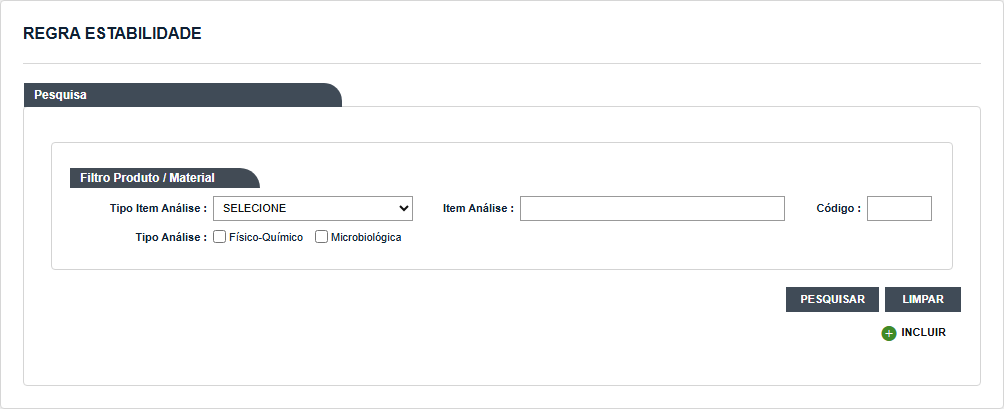 REGRA ESTABILIDADE
Pesquisa
Filtro Produto / Material
Tipo Item Análise : SELECIONE Item Análise : Código :
Tipo Análise : Físico-Químico Microbiológica
PESQUISAR LIMPAR
INCLUIR